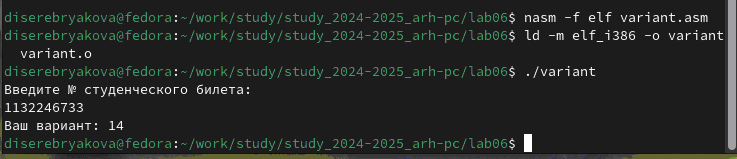 diserebryakova@fedora:~/work/study/study_2024-2025_arh-pc/lab06$ nasm -f elf variant.asm
diserebryakova@fedora:~/work/study/study_2024-2025_arh-pc/lab06$ ld -m elf_i386 -o variant
variant.o
diserebryakova@fedora:~/work/study/study_2024-2025_arh-pc/lab06$ ./variant
Введите № студенческого билета:
1132246733
Ваш вариант: 14
diserebryakova@fedora:~/work/study/study_2024-2025_arh-pc/lab06$